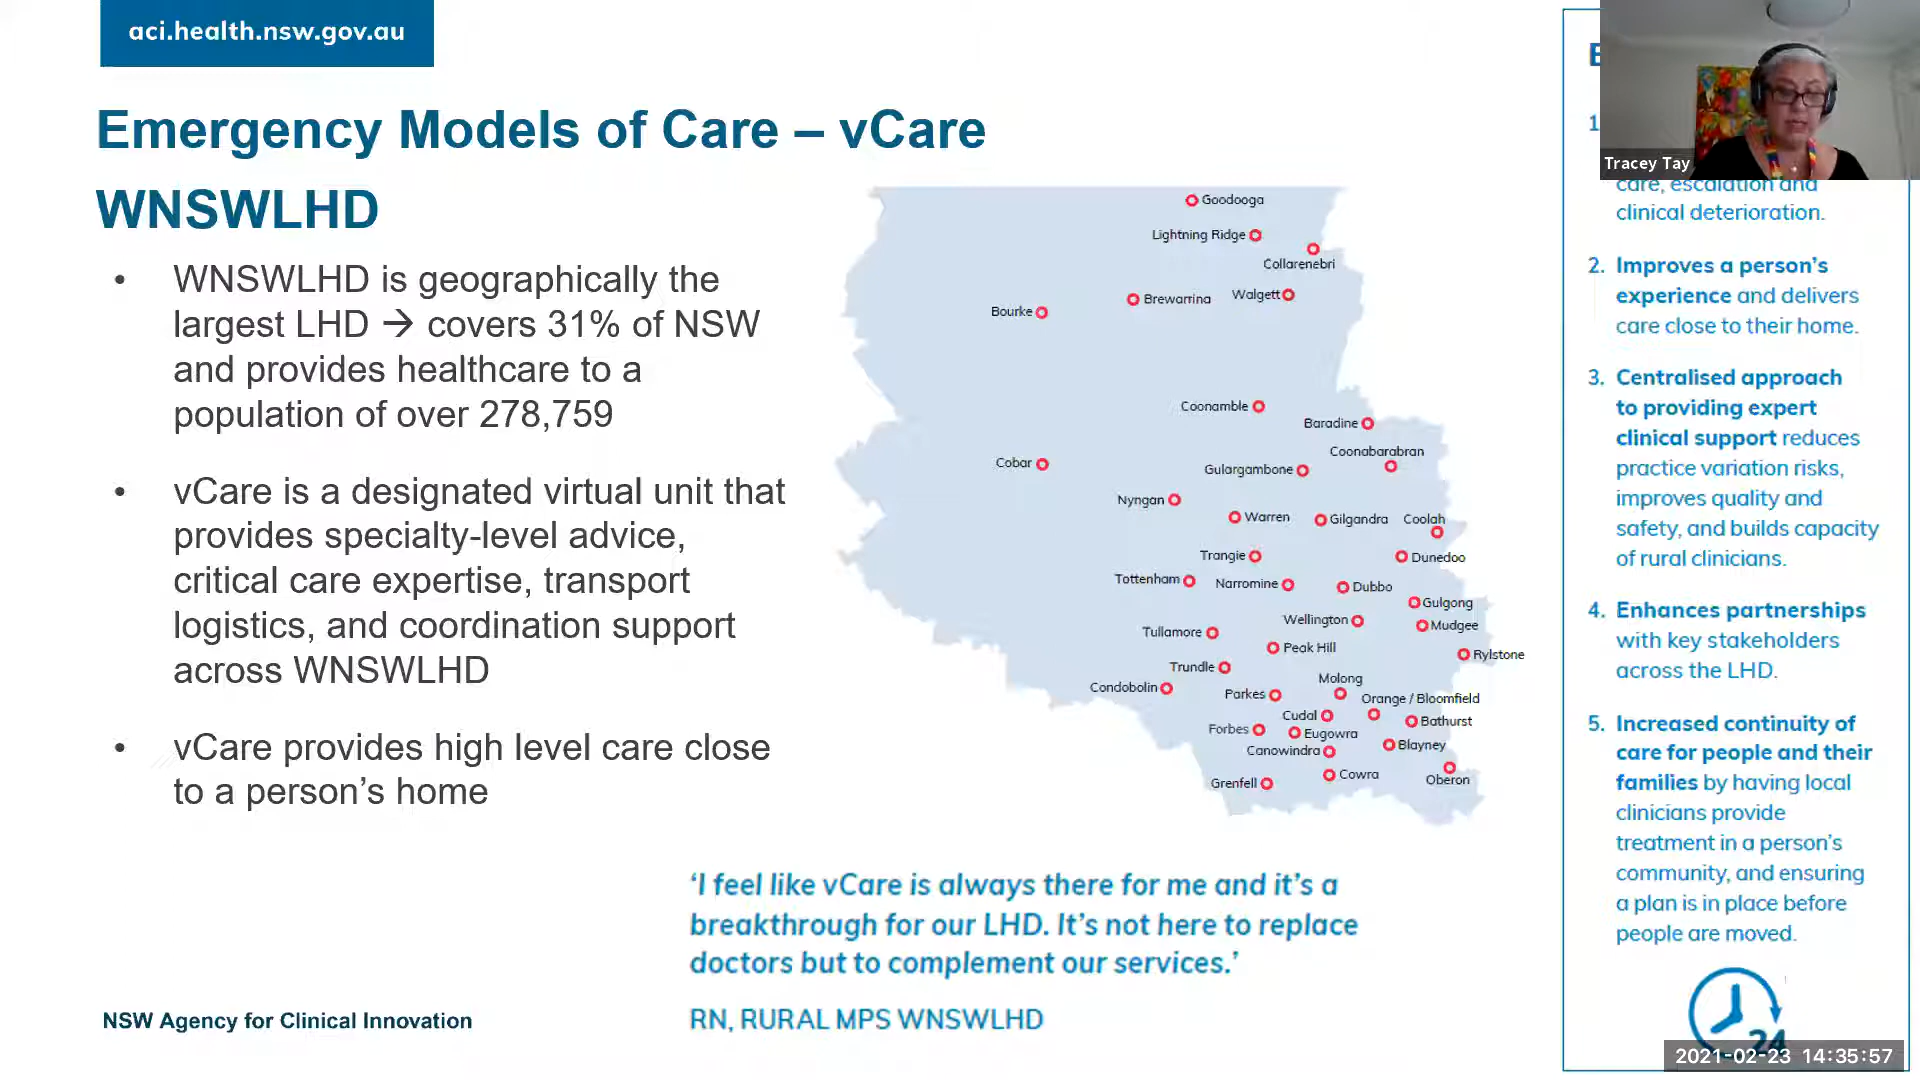 aci.health.nsw.gov.au
Emergency Models of Care – vCare
WNSWLHD
• WNSWLHD is geographically the
largest LHD → covers 31% of NSW
and provides healthcare to a
population of over 278,759
• vCare is a designated virtual unit that
provides specialty-level advice,
critical care expertise, transport
logistics, and coordination support
across WNSWLHD
• vCare provides high level care close
to a person’s home
Goodooga
Lightning Ridge
Collarenebri
Brewarrina
Walgett
Bourke
Coonamble
Baradine
Coonabarabran
Cobar
Gulargambone
Nyngan
Warren
Gilgandra
Coolah
Trangie
Dunedoo
Tottenham
Narromine
Dubbo
Gulgong
Wellington
Mudgee
Tullamore
Peak Hill
Rylstone
Trundle
Molong
Condobolin
Parkes
Orange / Bloomfield
Cudal
Bathurst
Forbes
Eugowra
Canowindra
Blayney
Cowra
Oberon
Grenfell
‘I feel like vCare is always there for me and it’s a
breakthrough for our LHD. It’s not here to replace
doctors but to complement our services.’
RN, RURAL MPS WNSWLHD
NSW Agency for Clinical Innovation
Tracey Tay
1
care, escalation and
clinical deterioration.
2. Improves a person’s
experience and delivers
care close to their home.
3. Centralised approach
to providing expert
clinical support reduces
practice variation risks,
improves quality and
safety, and builds capacity
of rural clinicians.
4. Enhances partnerships
with key stakeholders
across the LHD.
5. Increased continuity of
care for people and their
families by having local
clinicians provide
treatment in a person’s
community, and ensuring
a plan is in place before
people are moved.
24
2021-02-23 14:35:57